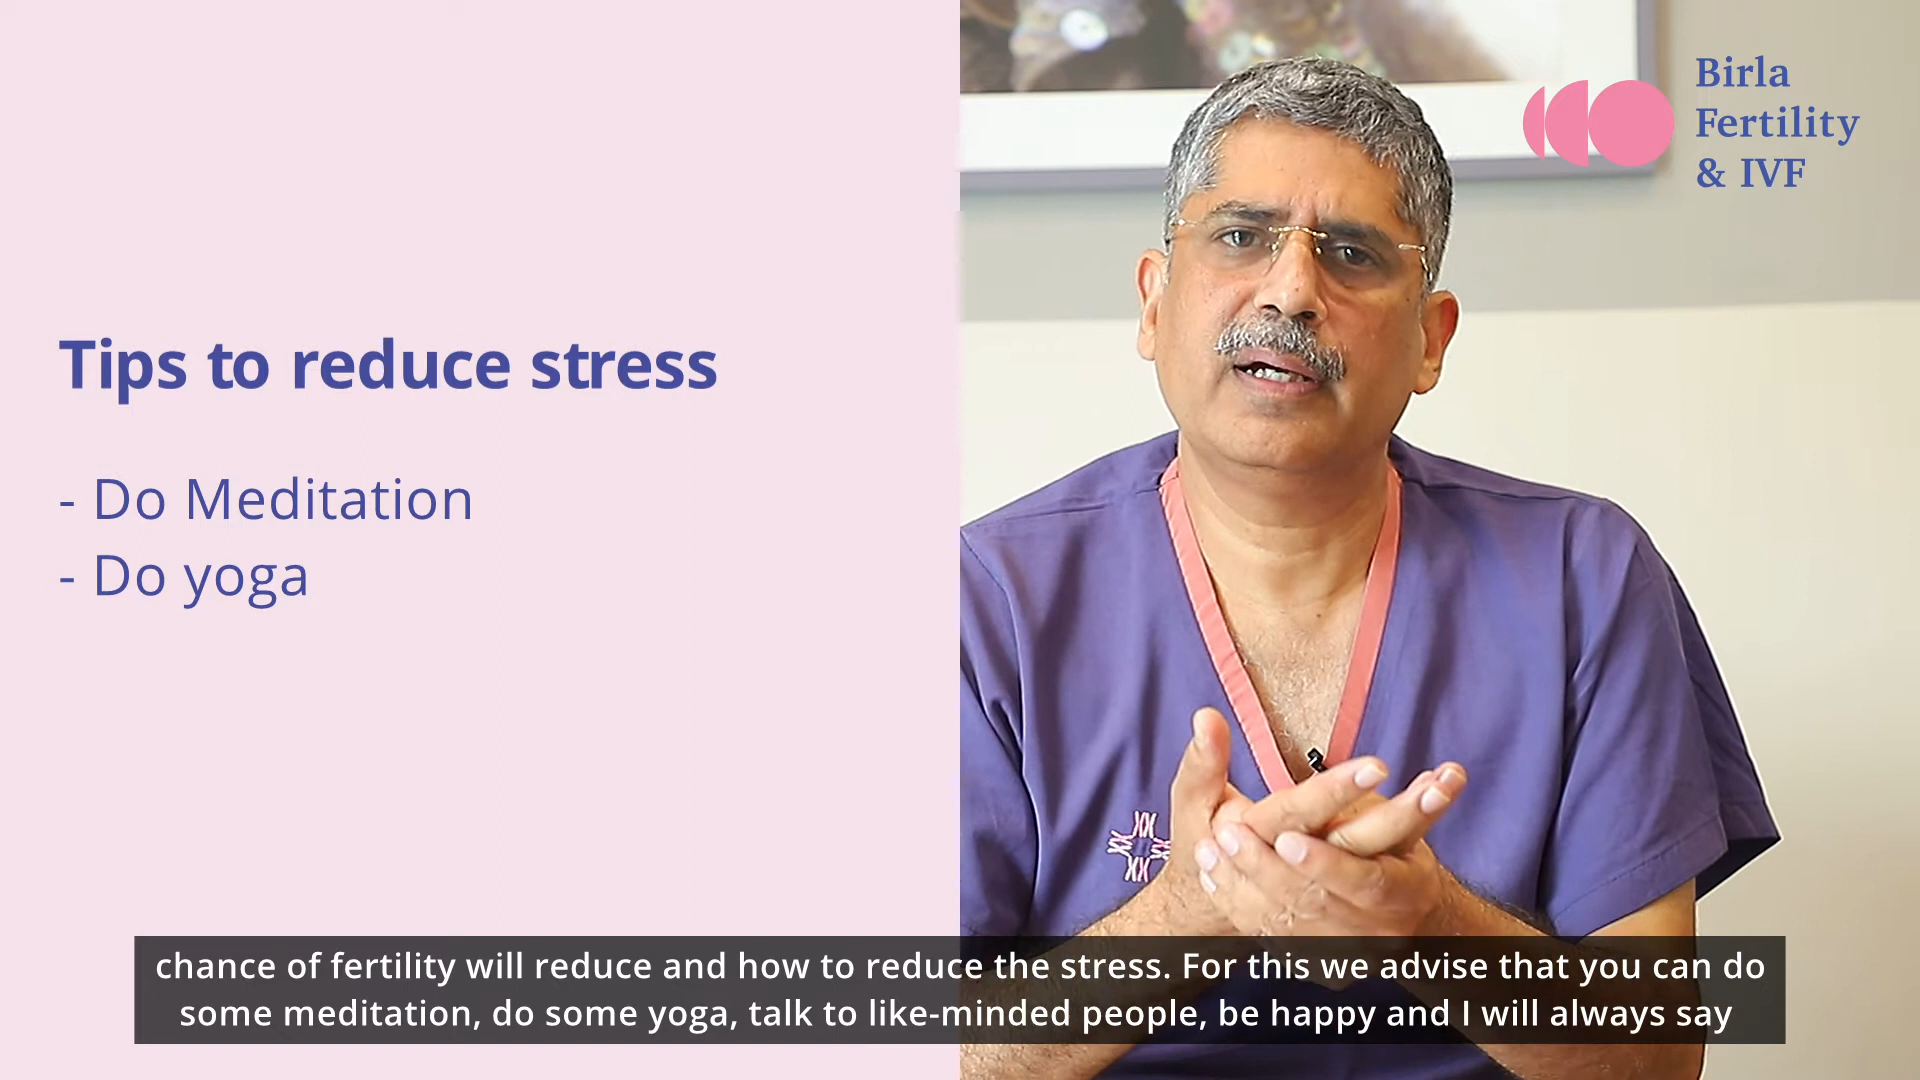 Birla
Fertility
& IVF
Tips to reduce stress
- Do Meditation
- Do yoga
chance of fertility will reduce and how to reduce the stress. For this we advise that you can do
some meditation, do some yoga, talk to like-minded people, be happy and I will always say